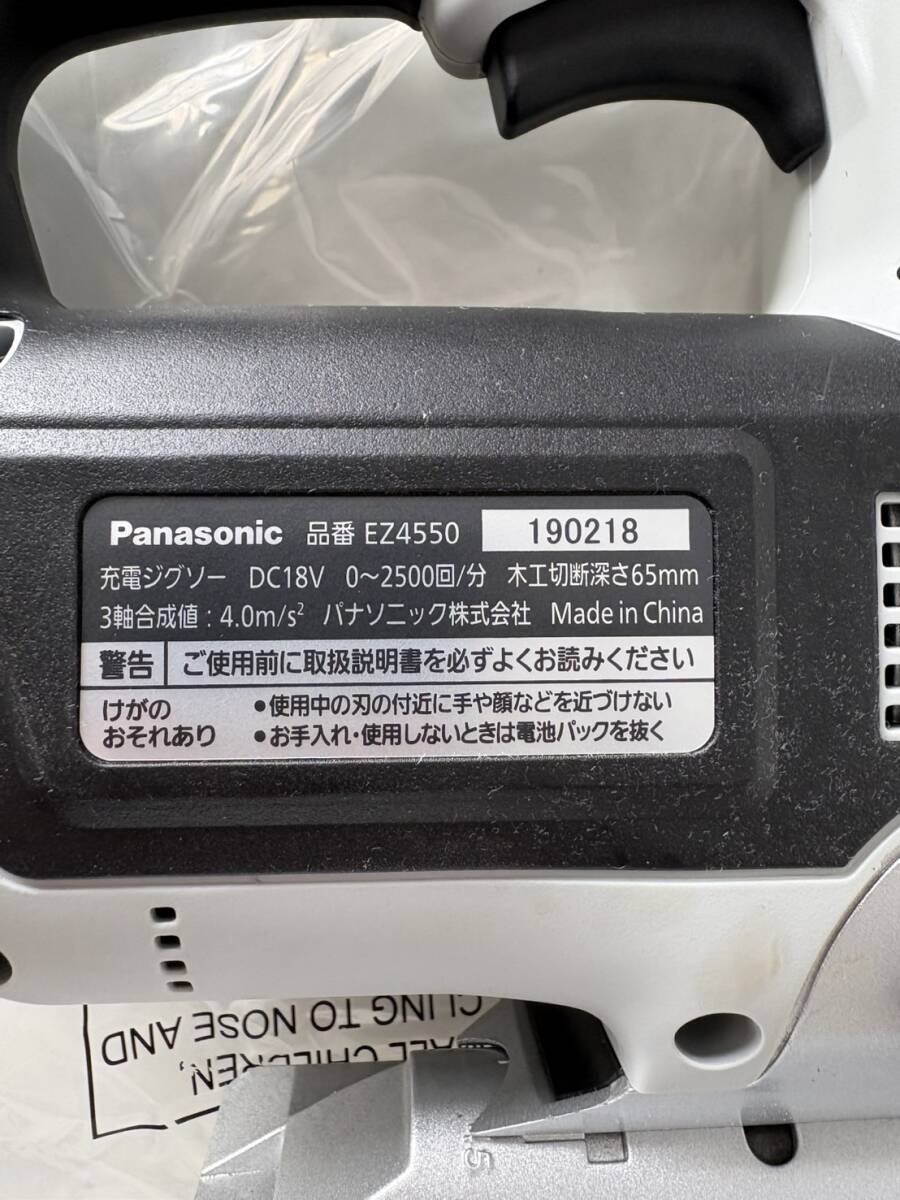 Panasonic 品番 EZ4550 190218
充電ジグソー DC18V 0～2500回/分 木工切断深さ65mm
3軸合成値：4.0m/s² パナソニック株式会社 Made in China
警告 ご使用前に取扱説明書を必ずよくお読みください
けがの
おそれあり
•使用中の刃の付近に手や顔などを近づけない
•お手入れ・使用しないときは電池パックを抜く
CLING TO NOSE AND
CHILDREN,